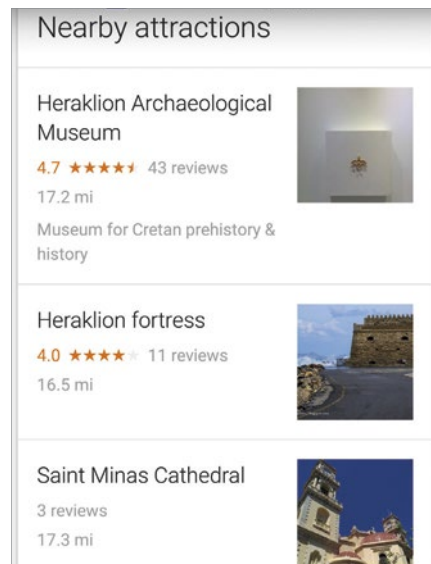 Nearby attractions
Heraklion Archaeological
Museum
4.7 ★★★★★ 43 reviews
17.2 mi
Museum for Cretan prehistory &
history
Heraklion fortress
4.0 ★★★★★ 11 reviews
16.5 mi
Saint Minas Cathedral
3 reviews
17.3 mi